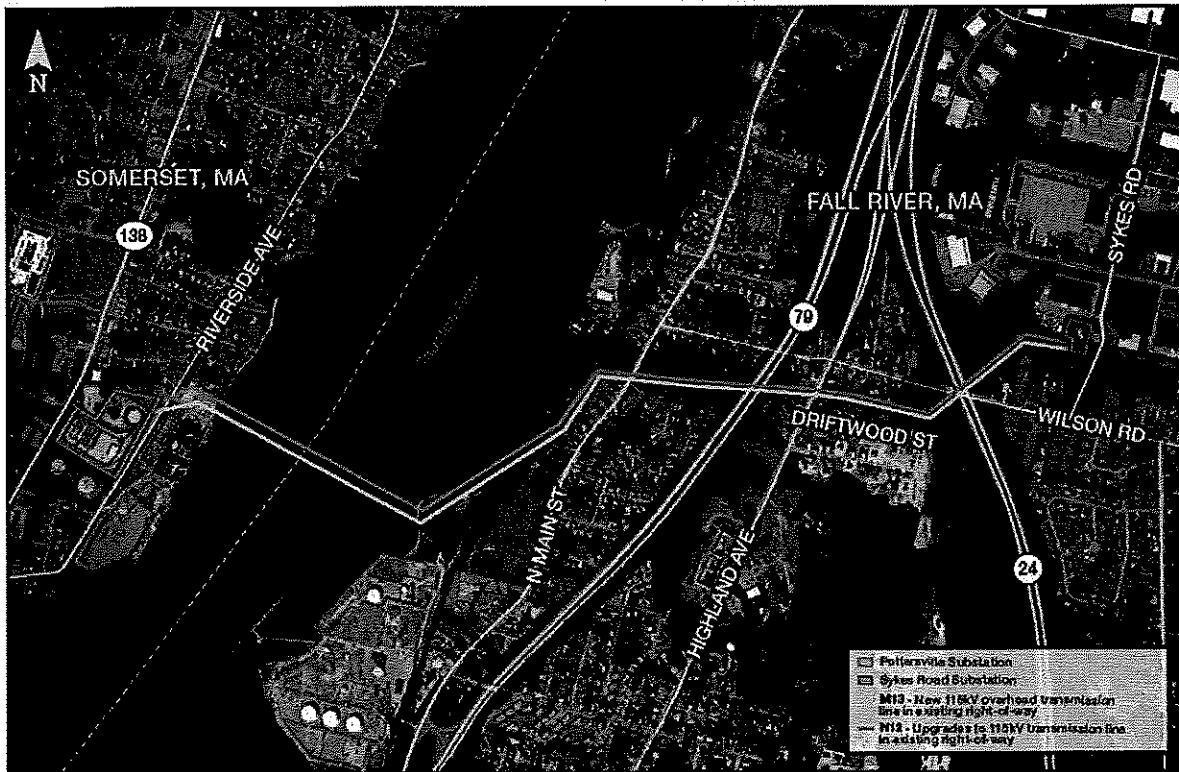 N
SOMERSET, MA
138
RIVERSIDE AVE
FALL RIVER, MA
SYKES RD
79
DRIFTWOOD ST
WILSON RD
N MAIN ST
HIGHLAND AVE
24
Pottersville Substation
Sykes Road Substation
M13 - New 115kV overhead transmission
line in existing right-of-way
N12 - Upgrades to 115kV transmission line
in existing right-of-way